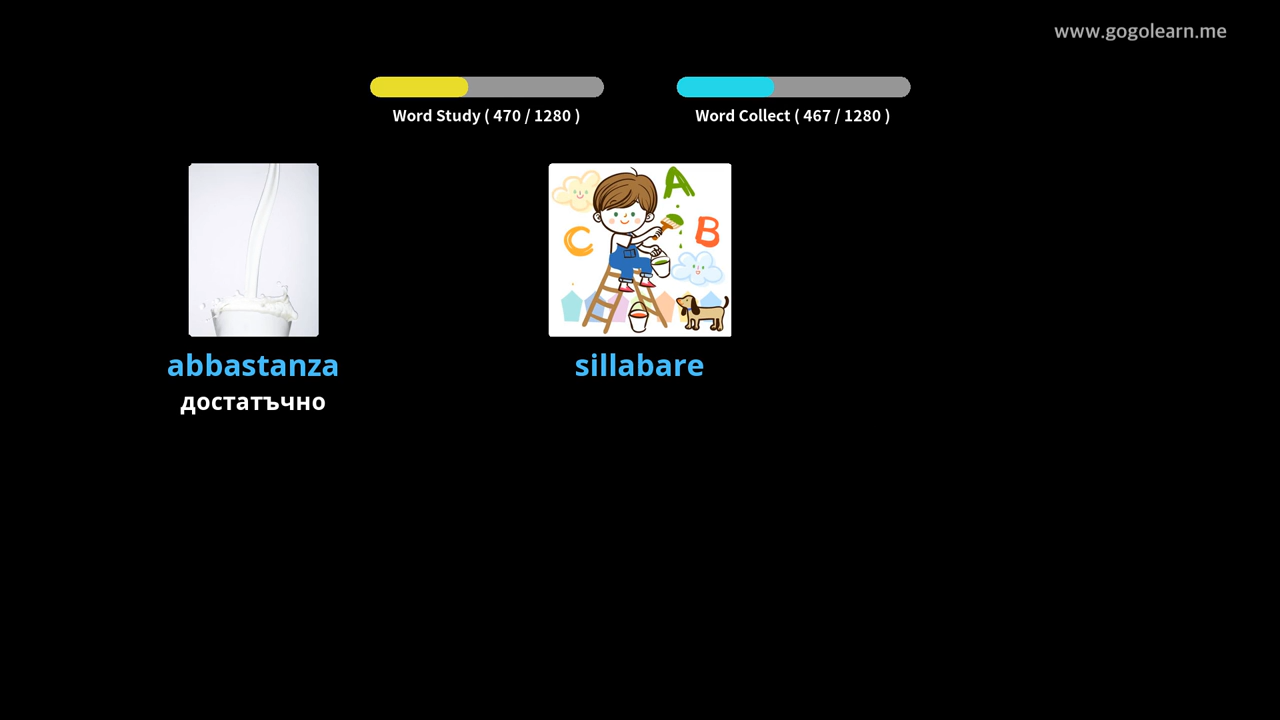 www.gogolearn.me
Word Study ( 470 / 1280 )
Word Collect ( 467 / 1280 )
A
B
C
abbastanza
sillabare
достатъчно